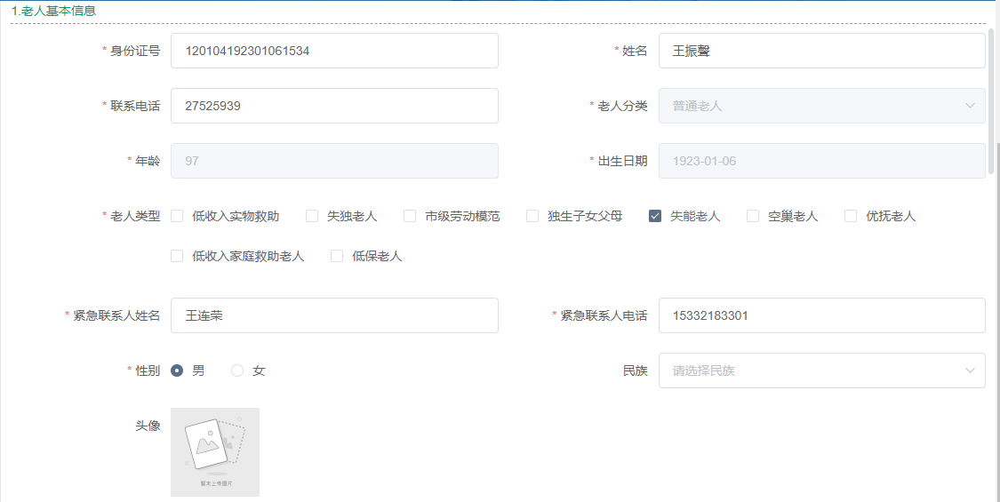 1.老人基本信息
* 身份证号 120104192301061534 * 姓名 王振聲
* 联系电话 27525939 * 老人分类 普通老人
* 年龄 97 * 出生日期 1923-01-06
* 老人类型 低收入实物救助 失独老人 市级劳动模范 独生子女父母 失能老人 空巢老人 优抚老人
低收入家庭救助老人 低保老人
* 紧急联系人姓名 王连荣 * 紧急联系人电话 15332183301
* 性别 男 女 民族 请选择民族
头像
暂未上传图片